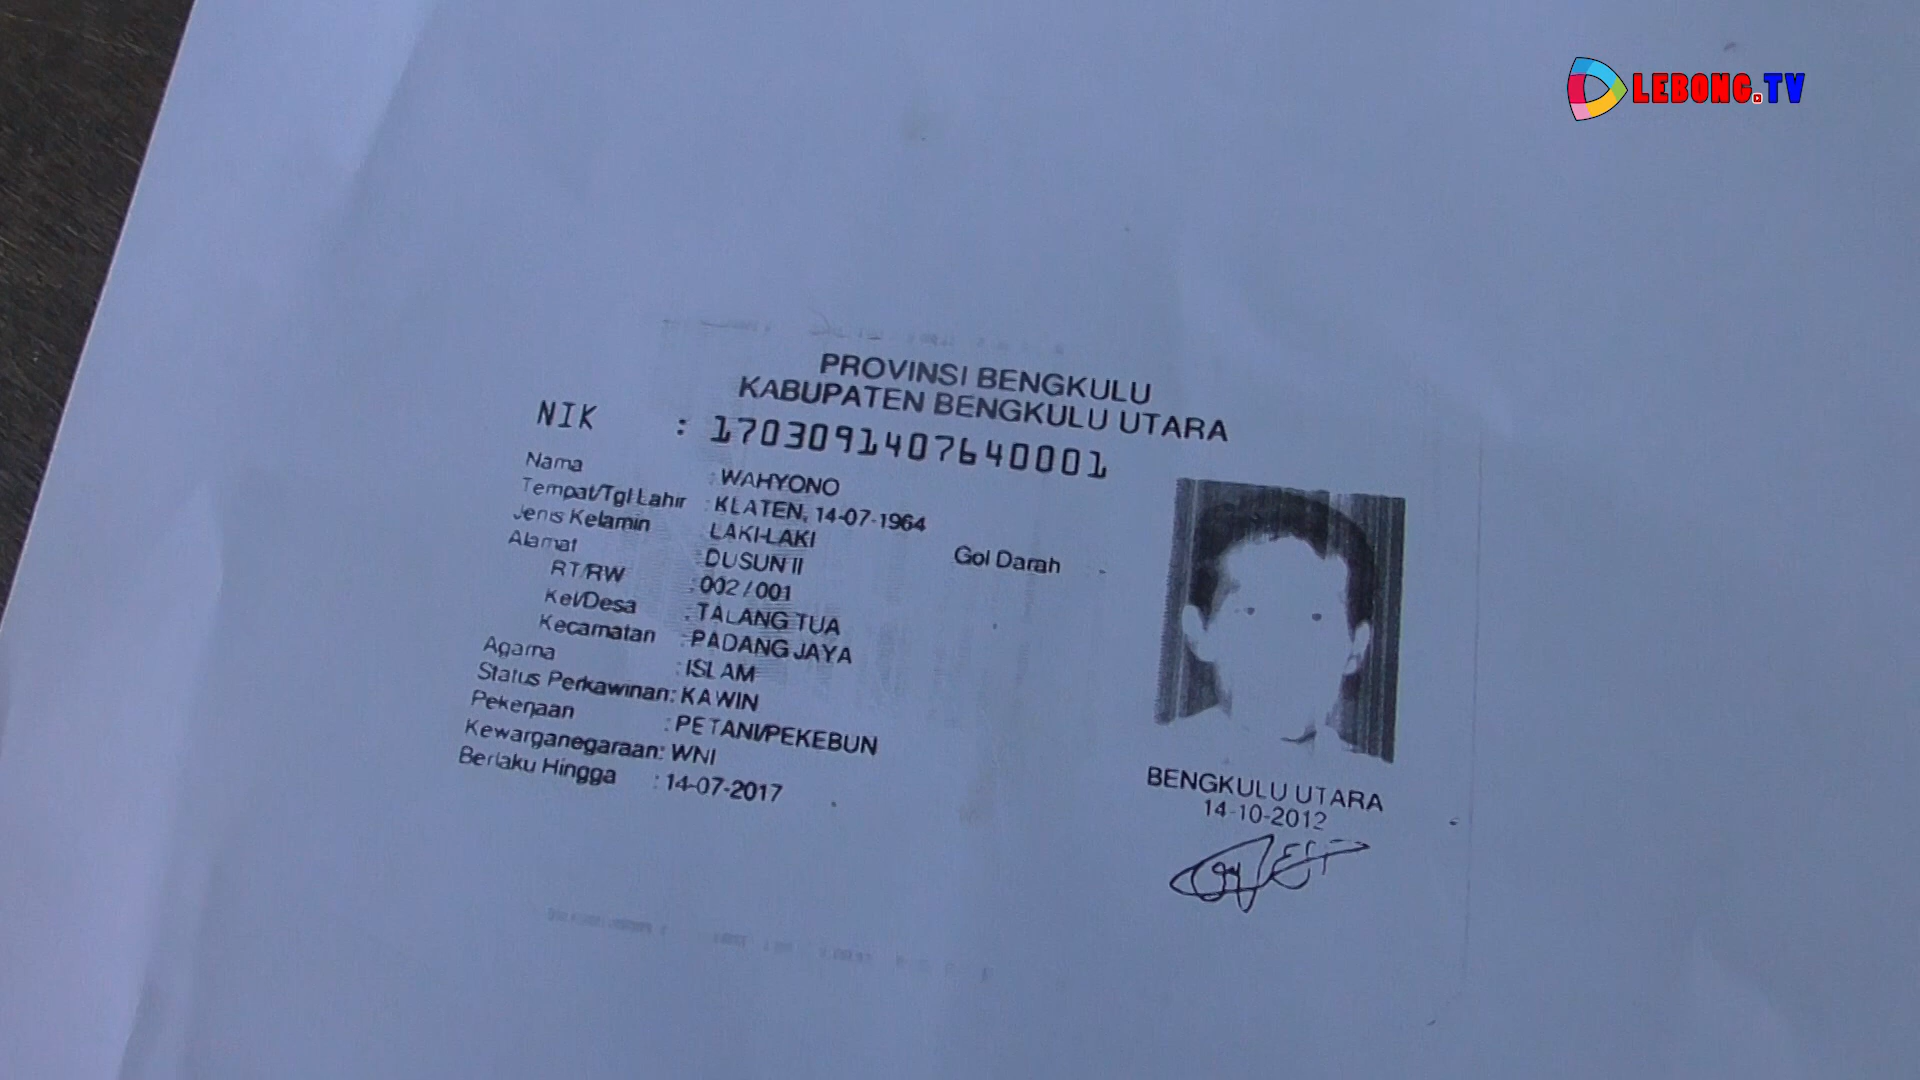 LEBONG.TV
PROVINSI BENGKULU
KABUPATEN BENGKULU UTARA
NIK : 1703091407640001
Nama : WAHYONO
Tempat/Tgl Lahir : KLATEN, 14-07-1964
Jenis Kelamin LAKI-LAKI Gol Darah -
Alamat : DUSUN II
RT/RW : 002 / 001
Kel/Desa : TALANG TUA
Kecamatan : PADANG JAYA
Agama : ISLAM
Status Perkawinan: KAWIN
Pekerjaan : PETANI/PEKEBUN
Kewarganegaraan: WNI
Berlaku Hingga : 14-07-2017
BENGKULU UTARA
14-10-2012